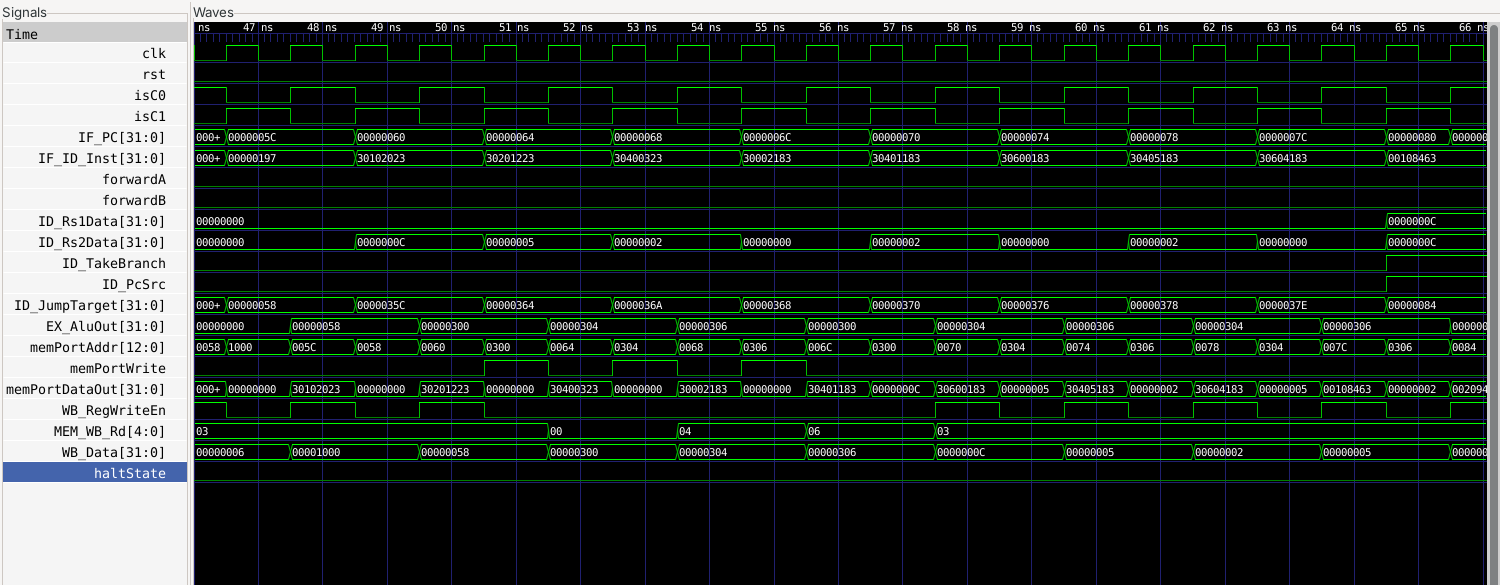 Signals Waves
Time ns 47 ns 48 ns 49 ns 50 ns 51 ns 52 ns 53 ns 54 ns 55 ns 56 ns 57 ns 58 ns 59 ns 60 ns 61 ns 62 ns 63 ns 64 ns 65 ns 66 ns
clk
rst
isC0
isC1
IF_PC[31:0] 000+ 0000005C 00000060 00000064 00000068 0000006C 00000070 00000074 00000078 0000007C 00000080 000000
IF_ID_Inst[31:0] 000+ 00000197 30102023 30201223 30400323 30002183 30401183 30600183 30405183 30604183 00108463
forwardA
forwardB
ID_Rs1Data[31:0] 00000000 0000000C
ID_Rs2Data[31:0] 00000000 0000000C 00000005 00000002 00000000 00000002 00000000 00000002 00000000 0000000C
ID_TakeBranch
ID_PcSrc
ID_JumpTarget[31:0] 000+ 00000058 0000035C 00000364 0000036A 00000368 00000370 00000376 00000378 0000037E 00000084
EX_AluOut[31:0] 00000000 00000058 00000300 00000304 00000306 00000300 00000304 00000306 00000304 00000306 000000
memPortAddr[12:0] 0058 1000 005C 0058 0060 0300 0064 0304 0068 0306 006C 0300 0070 0304 0074 0306 0078 0304 007C 0306 0084
memPortWrite
memPortDataOut[31:0] 000+ 00000000 30102023 00000000 30201223 00000000 30400323 00000000 30002183 00000000 30401183 0000000C 30600183 00000005 30405183 00000002 30604183 00000005 00108463 00000002 002094
WB_RegWriteEn
MEM_WB_Rd[4:0] 03 00 04 06 03
WB_Data[31:0] 00000006 00001000 00000058 00000300 00000304 00000306 0000000C 00000005 00000002 00000005 000000
haltState